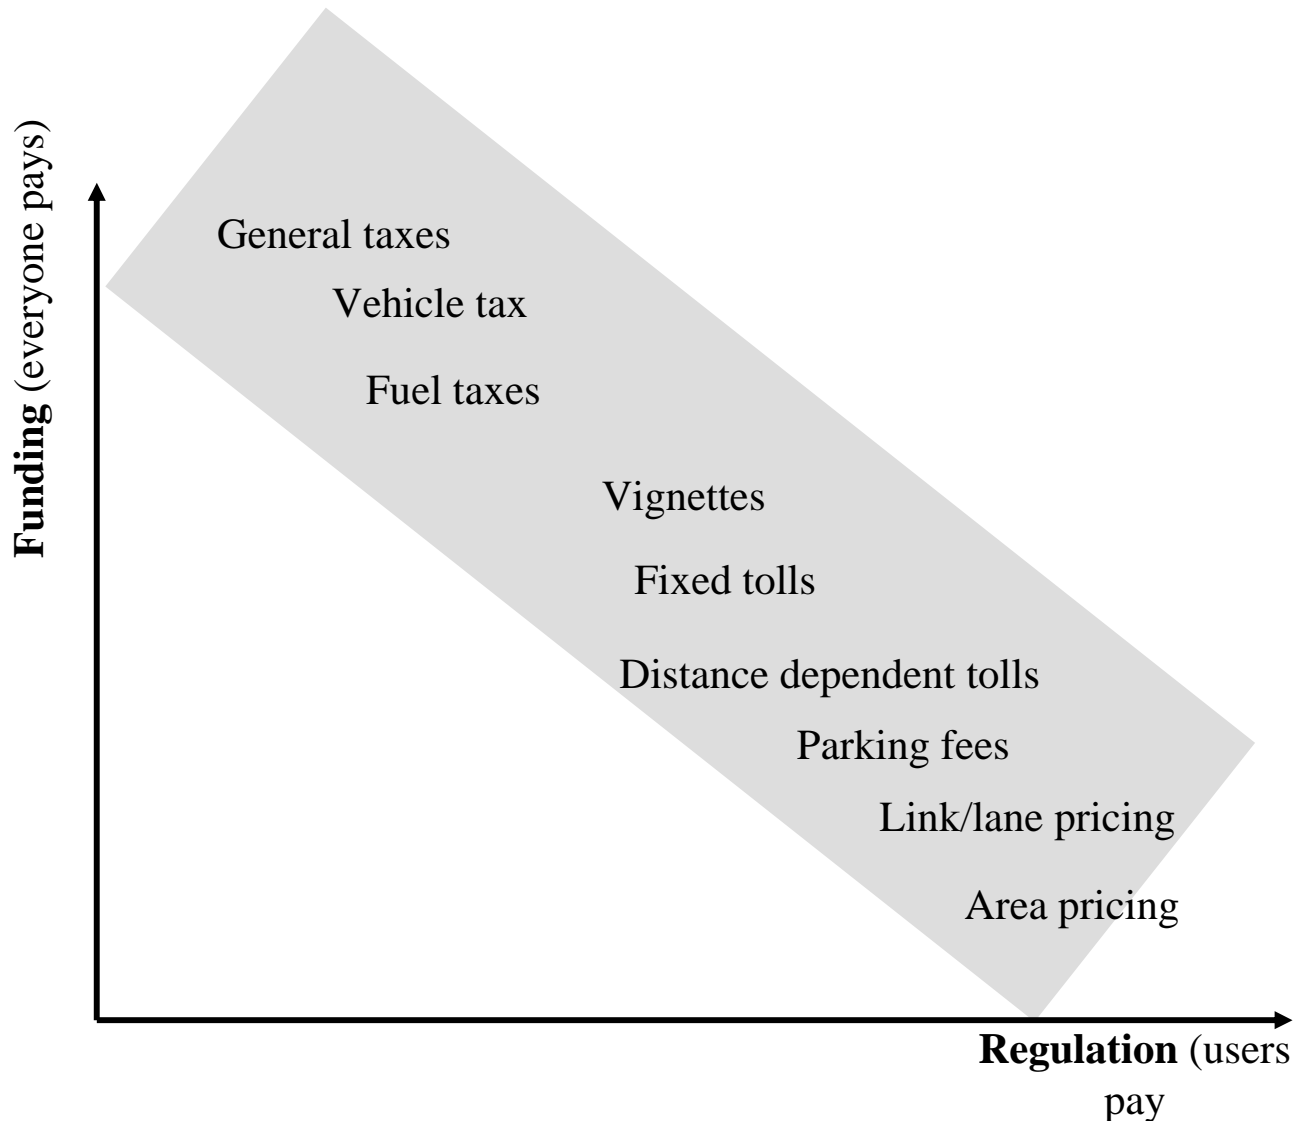 Funding (everyone pays)
General taxes
Vehicle tax
Fuel taxes
Vignettes
Fixed tolls
Distance dependent tolls
Parking fees
Link/lane pricing
Area pricing
Regulation (users
pay